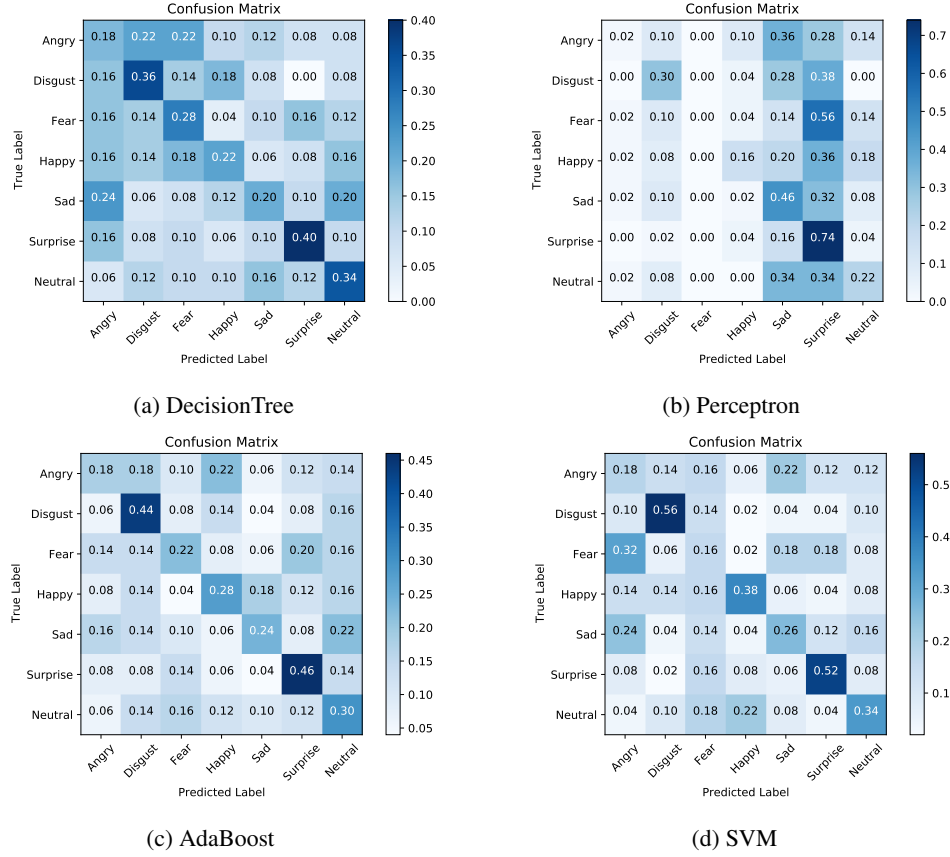 Confusion Matrix
True Label
Angry 0.18 0.22 0.22 0.10 0.12 0.08 0.08
Disgust 0.16 0.36 0.14 0.18 0.08 0.00 0.08
Fear 0.16 0.14 0.28 0.04 0.10 0.16 0.12
Happy 0.16 0.14 0.18 0.22 0.06 0.08 0.16
Sad 0.24 0.06 0.08 0.12 0.20 0.10 0.20
Surprise 0.16 0.08 0.10 0.06 0.10 0.40 0.10
Neutral 0.06 0.12 0.10 0.10 0.16 0.12 0.34
Angry Disgust Fear Happy Sad Surprise Neutral
Predicted Label
0.40
0.35
0.30
0.25
0.20
0.15
0.10
0.05
0.00
(a) DecisionTree
Confusion Matrix
True Label
Angry 0.02 0.10 0.00 0.10 0.36 0.28 0.14
Disgust 0.00 0.30 0.00 0.04 0.28 0.38 0.00
Fear 0.02 0.10 0.00 0.04 0.14 0.56 0.14
Happy 0.02 0.08 0.00 0.16 0.20 0.36 0.18
Sad 0.02 0.10 0.00 0.02 0.46 0.32 0.08
Surprise 0.00 0.02 0.00 0.04 0.16 0.74 0.04
Neutral 0.02 0.08 0.00 0.00 0.34 0.34 0.22
Angry Disgust Fear Happy Sad Surprise Neutral
Predicted Label
0.7
0.6
0.5
0.4
0.3
0.2
0.1
0.0
(b) Perceptron
Confusion Matrix
True Label
Angry 0.18 0.18 0.10 0.22 0.06 0.12 0.14
Disgust 0.06 0.44 0.08 0.14 0.04 0.08 0.16
Fear 0.14 0.14 0.22 0.08 0.06 0.20 0.16
Happy 0.08 0.14 0.04 0.28 0.18 0.12 0.16
Sad 0.16 0.14 0.10 0.06 0.24 0.08 0.22
Surprise 0.08 0.08 0.14 0.06 0.04 0.46 0.14
Neutral 0.06 0.14 0.16 0.12 0.10 0.12 0.30
Angry Disgust Fear Happy Sad Surprise Neutral
Predicted Label
0.45
0.40
0.35
0.30
0.25
0.20
0.15
0.10
0.05
(c) AdaBoost
Confusion Matrix
True Label
Angry 0.18 0.14 0.16 0.06 0.22 0.12 0.12
Disgust 0.10 0.56 0.14 0.02 0.04 0.04 0.10
Fear 0.32 0.06 0.16 0.02 0.18 0.18 0.08
Happy 0.14 0.14 0.16 0.38 0.06 0.04 0.08
Sad 0.24 0.04 0.14 0.04 0.26 0.12 0.16
Surprise 0.08 0.02 0.16 0.08 0.06 0.52 0.08
Neutral 0.04 0.10 0.18 0.22 0.08 0.04 0.34
Angry Disgust Fear Happy Sad Surprise Neutral
Predicted Label
0.5
0.4
0.3
0.2
0.1
(d) SVM